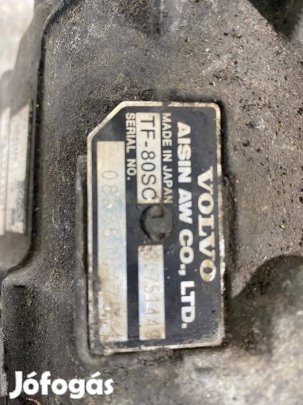 VOLVO
AISIN AW CO., LTD.
MADE IN JAPAN
TF-80SC
SERIAL NO.
Jófogás